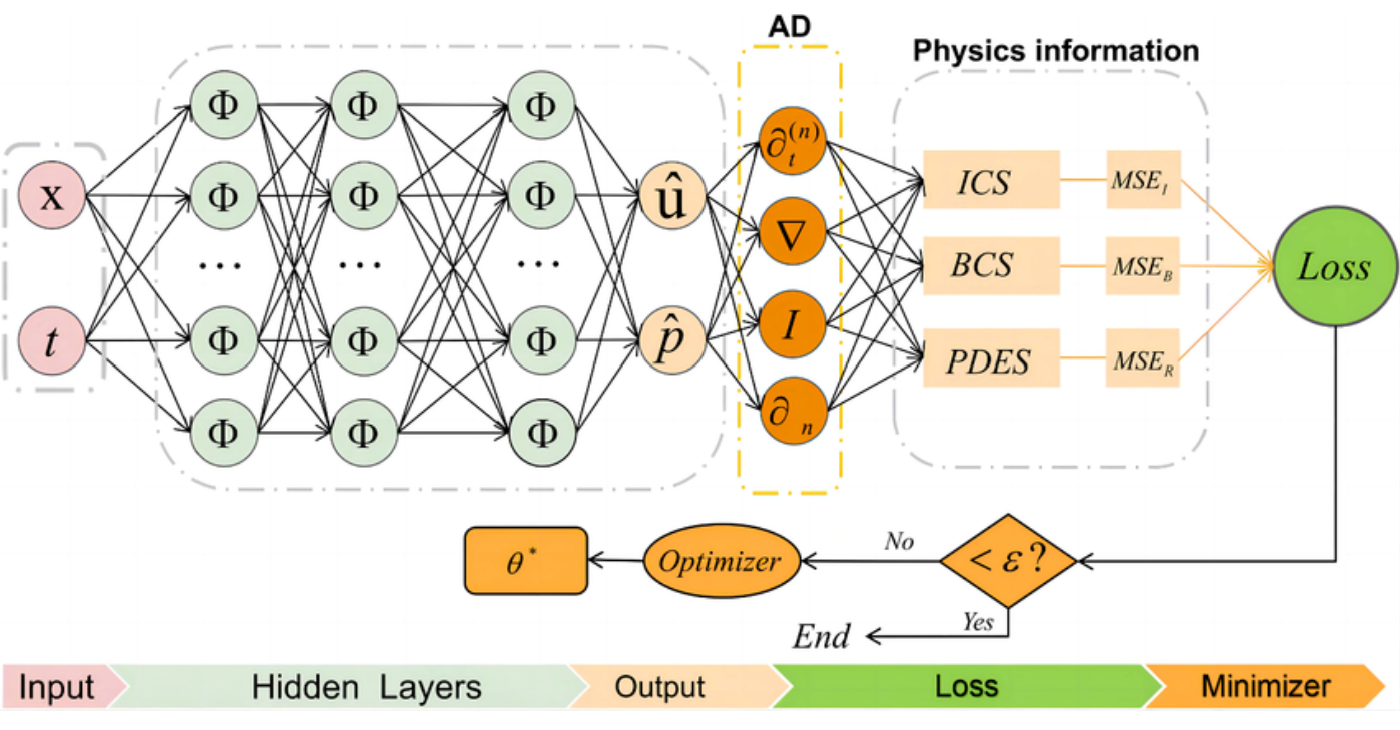 AD
Physics information
Φ Φ Φ
∂t(n)
x Φ Φ Φ û
ICS MSEI
∇
... ... ...
BCS MSEB
Loss
t Φ Φ Φ p̂
I
PDES MSER
Φ Φ Φ
∂n
θ* Optimizer No < ε ?
End Yes
Input Hidden Layers Output Loss Minimizer